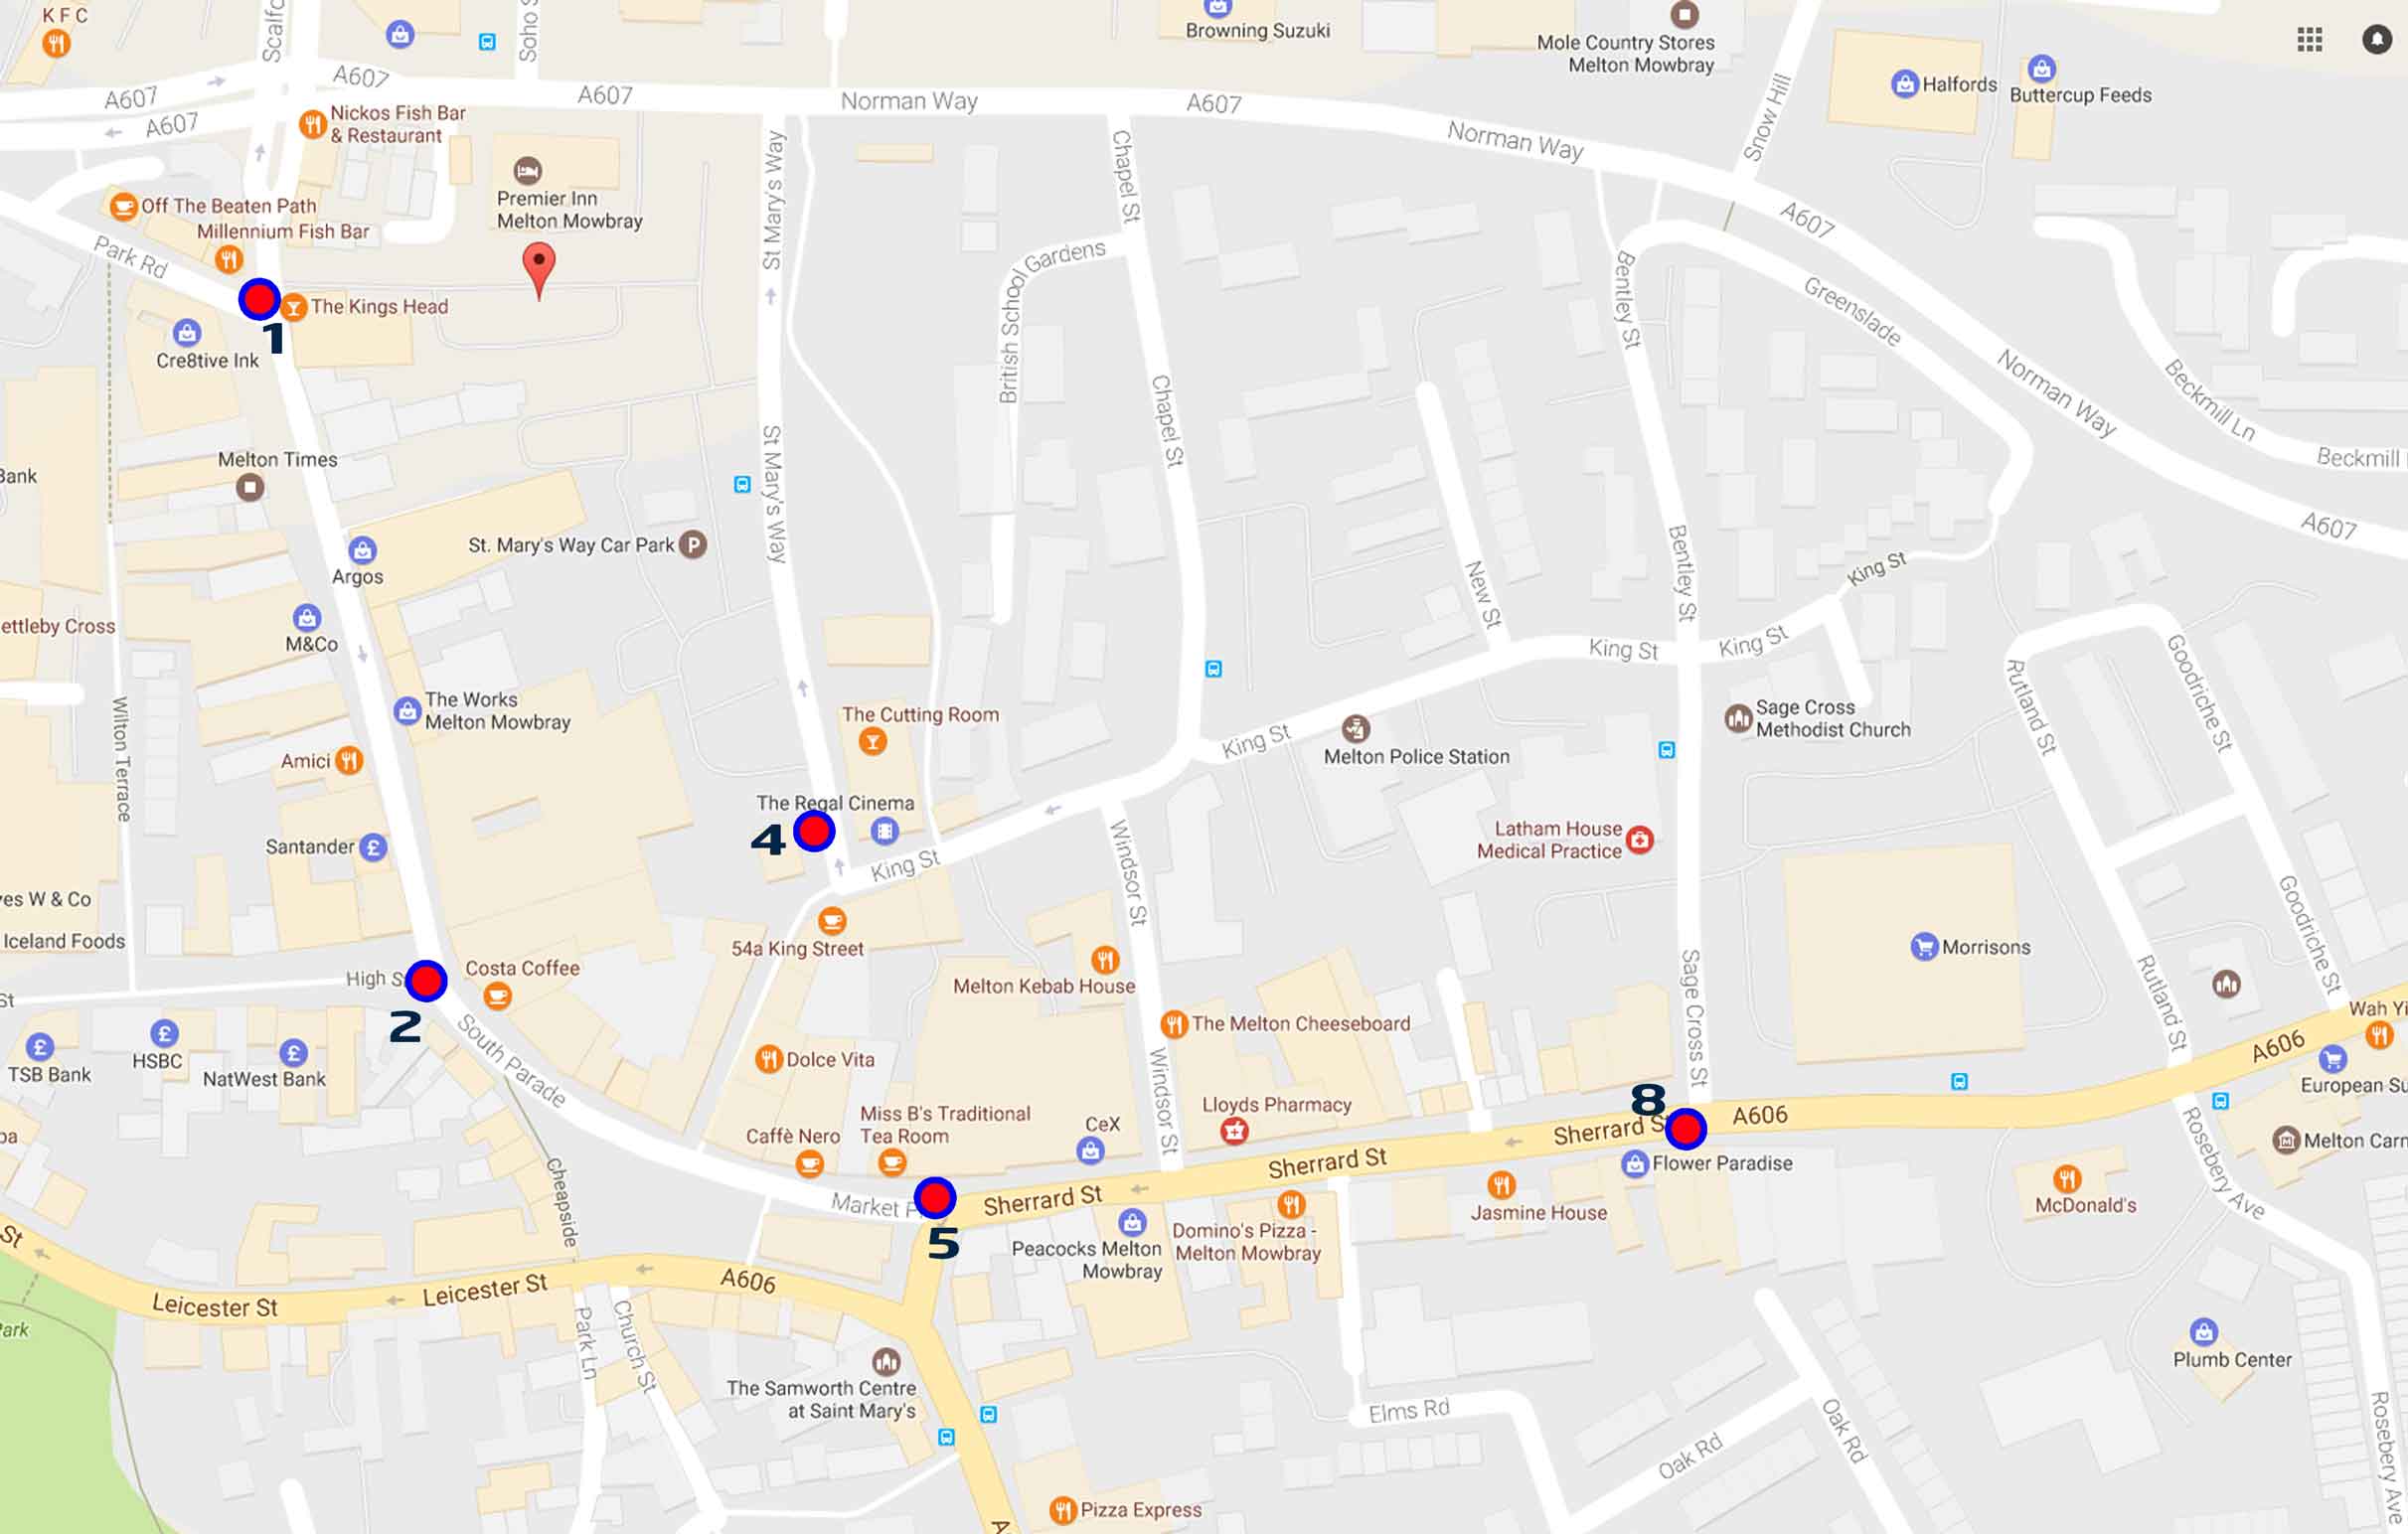 K F C
Scalfo
Soho S
Browning Suzuki
Mole Country Stores
Melton Mowbray
Halfords
Buttercup Feeds
A607
A607
A607
A607
Norman Way
A607
Norman Way
Snow Hill
A607
Norman Way
A607
Nickos Fish Bar
& Restaurant
Premier Inn
Melton Mowbray
Off The Beaten Path
Millennium Fish Bar
Park Rd
The Kings Head
1
Cre8tive Ink
St Mary's Way
St Mary's Way
Chapel St
Chapel St
British School Gardens
Bentley St
Bentley St
Greenslade
Beckmill Ln
Beckmill
Melton Times
Bank
Argos
St. Mary's Way Car Park
M&Co
ettleby Cross
The Works
Melton Mowbray
Wilton Terrace
Amici
Santander
New St
King St
King St
King St
King St
King St
The Cutting Room
The Regal Cinema
4
Melton Police Station
Sage Cross
Methodist Church
Rutland St
Goodriche St
Latham House
Medical Practice
yes W & Co
Iceland Foods
54a King Street
Windsor St
Windsor St
Melton Kebab House
Morrisons
Rutland St
Goodriche St
High S
St
2
Costa Coffee
South Parade
TSB Bank
HSBC
NatWest Bank
Dolce Vita
The Melton Cheeseboard
Sage Cross St
Wah Yi
A606
European Su
Miss B's Traditional
Tea Room
Caffè Nero
CeX
Lloyds Pharmacy
8
Sherrard S
A606
Flower Paradise
Melton Carn
Market P
5
Sherrard St
Sherrard St
Jasmine House
McDonald's
Rosebery Ave
Cheapside
Peacocks Melton
Mowbray
Domino's Pizza -
Melton Mowbray
St
Leicester St
Leicester St
A606
Park
Park Ln
Church St
The Samworth Centre
at Saint Mary's
Plumb Center
Elms Rd
Oak Rd
Oak Rd
Rosebery Ave
Pizza Express